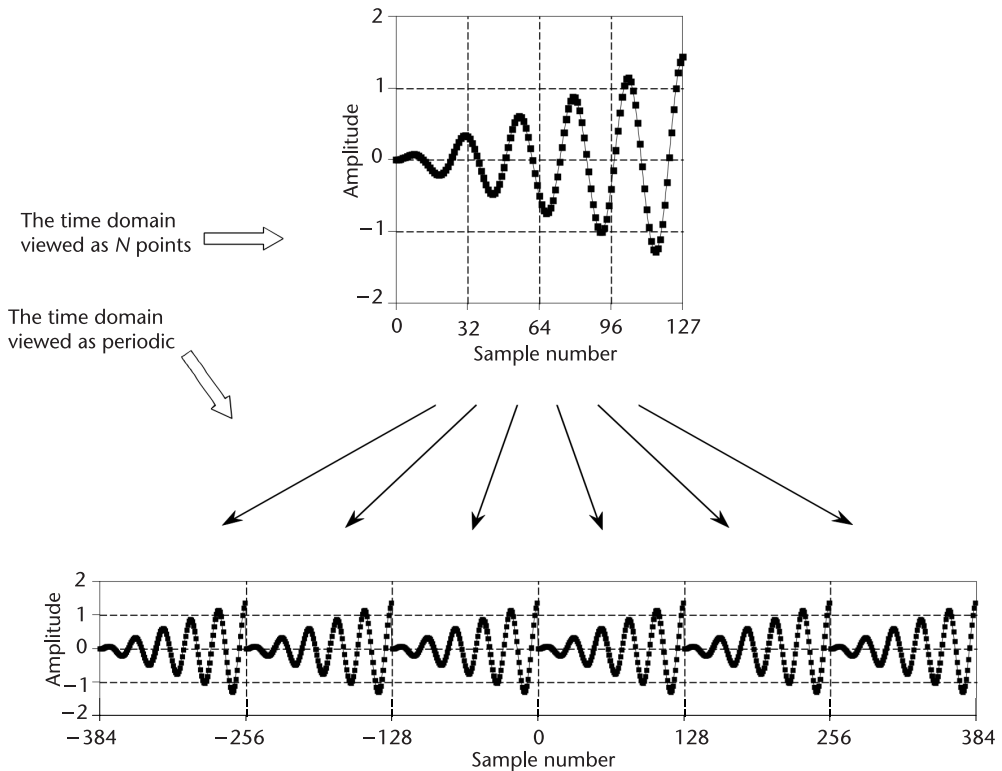 2
1
0
−1
−2
Amplitude
0 32 64 96 127
Sample number
The time domain
viewed as N points
The time domain
viewed as periodic
2
1
0
−1
−2
Amplitude
−384 −256 −128 0 128 256 384
Sample number